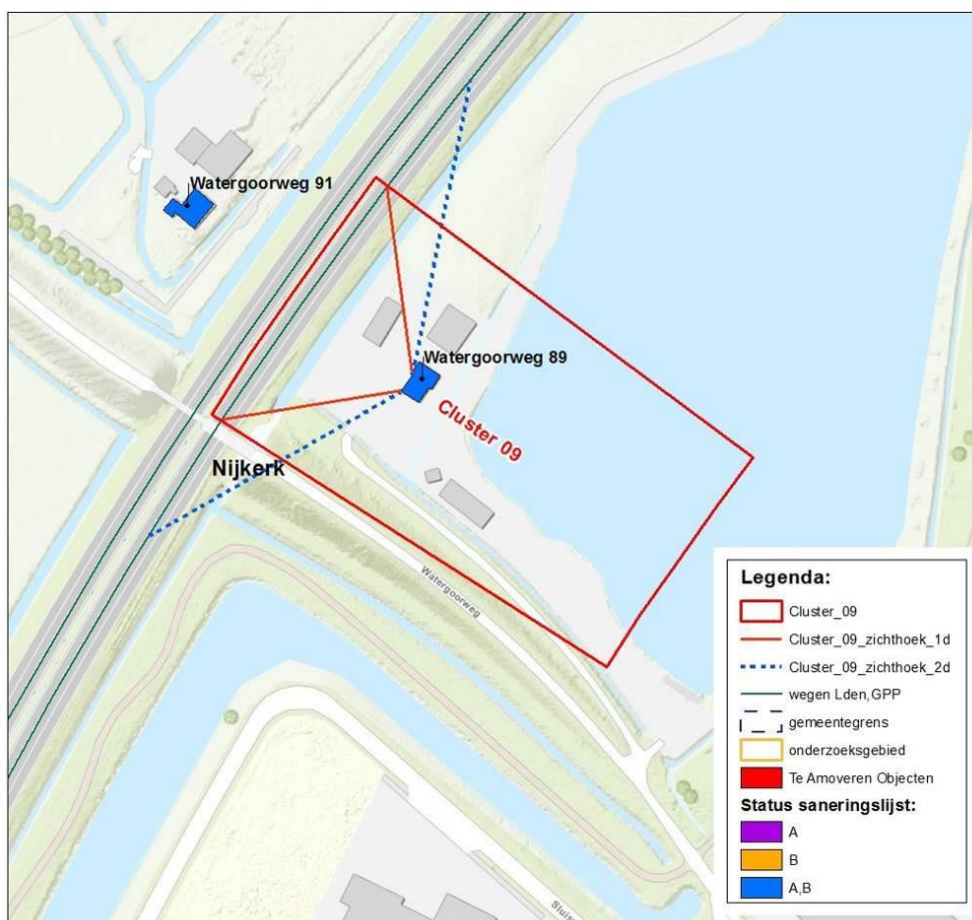 Watergoorweg 91
Watergoorweg 89
Cluster 09
Nijkerk
Watergoorweg
Legenda:
Cluster_09
Cluster_09_zichthoek_1d
Cluster_09_zichthoek_2d
wegen Lden,GPP
gemeentegrens
onderzoeksgebied
Te Amoveren Objecten
Status saneringslijst:
A
B
A,B